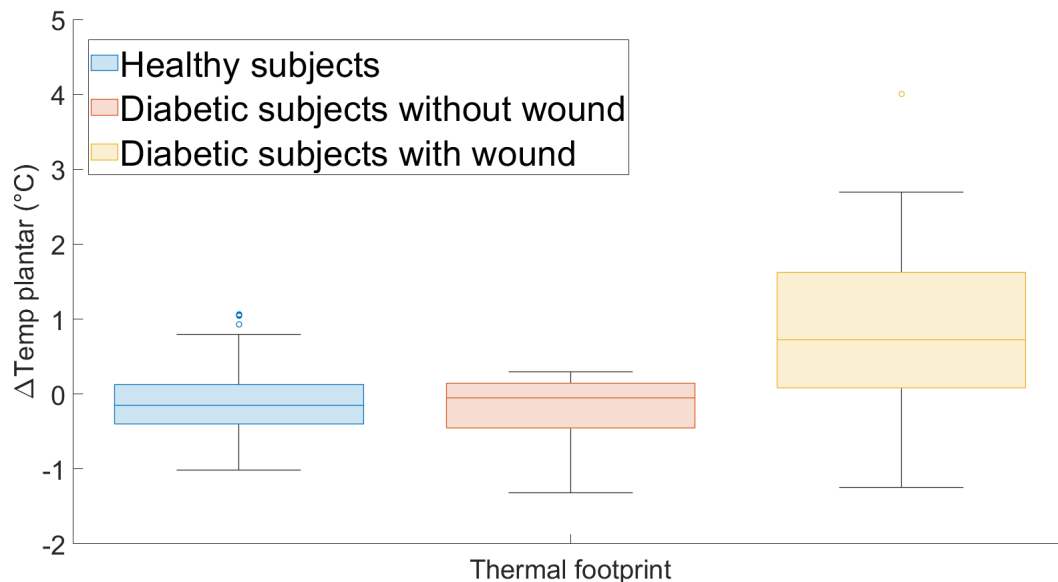 5
4
3
2
1
0
-1
-2
ΔTemp plantar (°C)
Healthy subjects
Diabetic subjects without wound
Diabetic subjects with wound
Thermal footprint